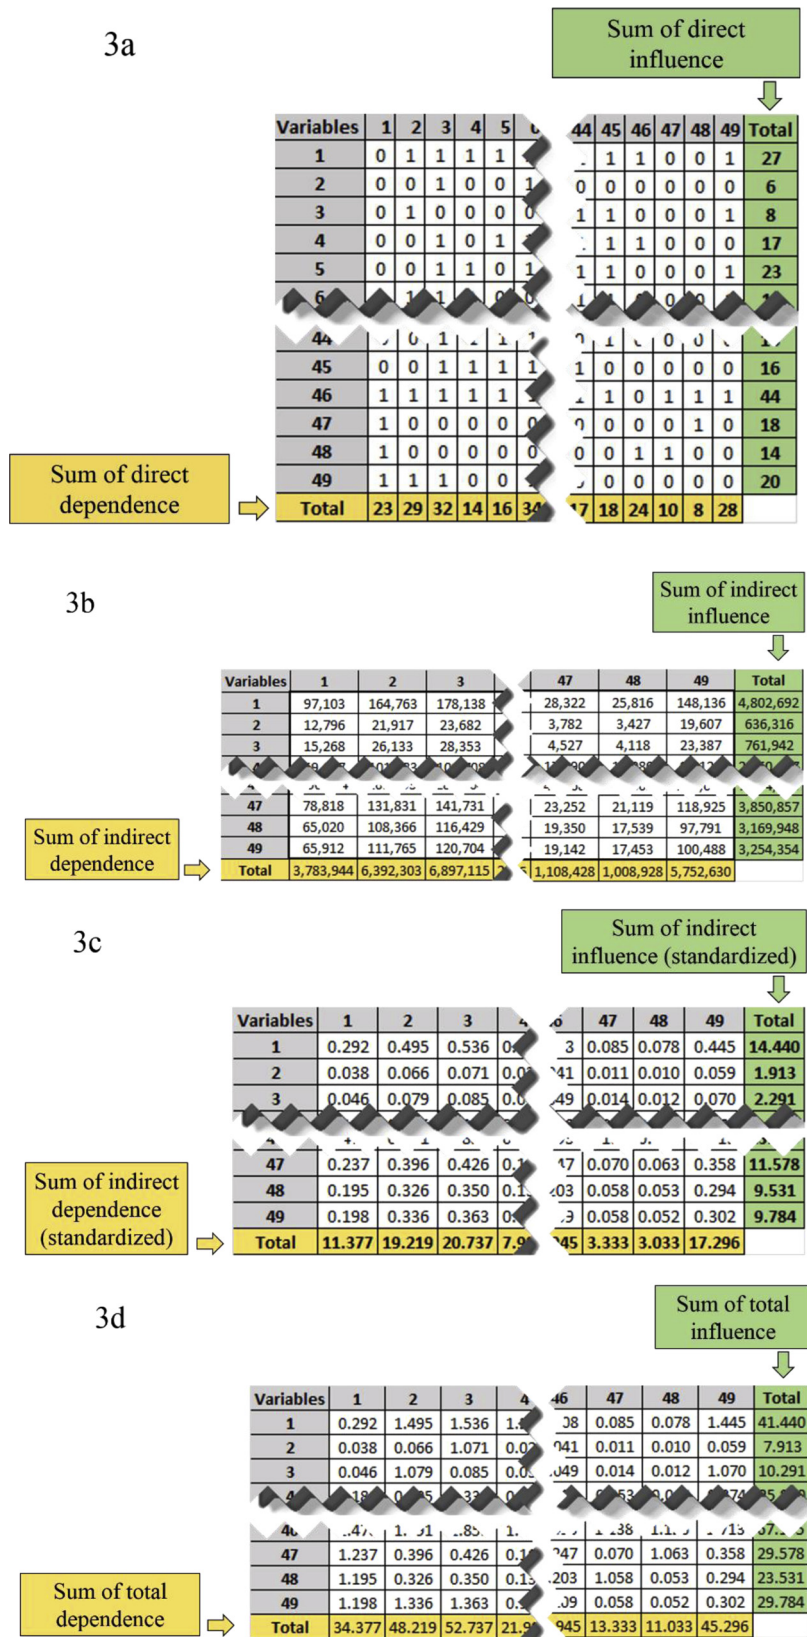 3a
Sum of direct
influence
Variables 1 2 3 4 5 44 45 46 47 48 49 Total
1 0 1 1 1 1 1 1 0 0 1 27
2 0 0 1 0 0 1 0 0 0 0 0 0 6
3 0 1 0 0 0 0 1 1 0 0 0 1 8
4 0 0 1 0 1 1 1 0 0 0 17
5 0 0 1 1 0 1 1 1 0 0 0 1 23
6
44
45 0 0 1 1 1 1 1 0 0 0 0 0 16
46 1 1 1 1 1 1 1 1 0 1 1 1 44
47 1 0 0 0 0 0 0 0 0 0 1 0 18
48 1 0 0 0 0 0 0 0 1 1 0 0 14
49 1 1 1 0 0 0 0 0 0 0 20
Sum of direct
dependence
Total 23 29 32 14 16 34 17 18 24 10 8 28
3b
Sum of indirect
influence
Variables 1 2 3 47 48 49 Total
1 97,103 164,763 178,138 28,322 25,816 148,136 4,802,692
2 12,796 21,917 23,682 3,782 3,427 19,607 636,316
3 15,268 26,133 28,353 4,527 4,118 23,387 761,942
47 78,818 131,831 141,731 23,252 21,119 118,925 3,850,857
48 65,020 108,366 116,429 19,350 17,539 97,791 3,169,948
49 65,912 111,765 120,704 19,142 17,453 100,488 3,254,354
Sum of indirect
dependence
Total 3,783,944 6,392,303 6,897,115 1,108,428 1,008,928 5,752,630
3c
Sum of indirect
influence (standardized)
Variables 1 2 3 47 48 49 Total
1 0.292 0.495 0.536 0.085 0.078 0.445 14.440
2 0.038 0.066 0.071 0.011 0.010 0.059 1.913
3 0.046 0.079 0.085 0.014 0.012 0.070 2.291
47 0.237 0.396 0.426 0.070 0.063 0.358 11.578
48 0.195 0.326 0.350 0.058 0.053 0.294 9.531
49 0.198 0.336 0.363 0.058 0.052 0.302 9.784
Sum of indirect
dependence
(standardized)
Total 11.377 19.219 20.737 3.333 3.033 17.296
3d
Sum of total
influence
Variables 1 2 3 4 46 47 48 49 Total
1 0.292 1.495 1.536 0.085 0.078 1.445 41.440
2 0.038 0.066 1.071 0.011 0.010 0.059 7.913
3 0.046 1.079 0.085 0.014 0.012 1.070 10.291
47 1.237 0.396 0.426 0.070 1.063 0.358 29.578
48 1.195 0.326 0.350 1.058 0.053 0.294 23.531
49 1.198 1.336 1.363 0.058 0.052 0.302 29.784
Sum of total
dependence
Total 34.377 48.219 52.737 13.333 11.033 45.296